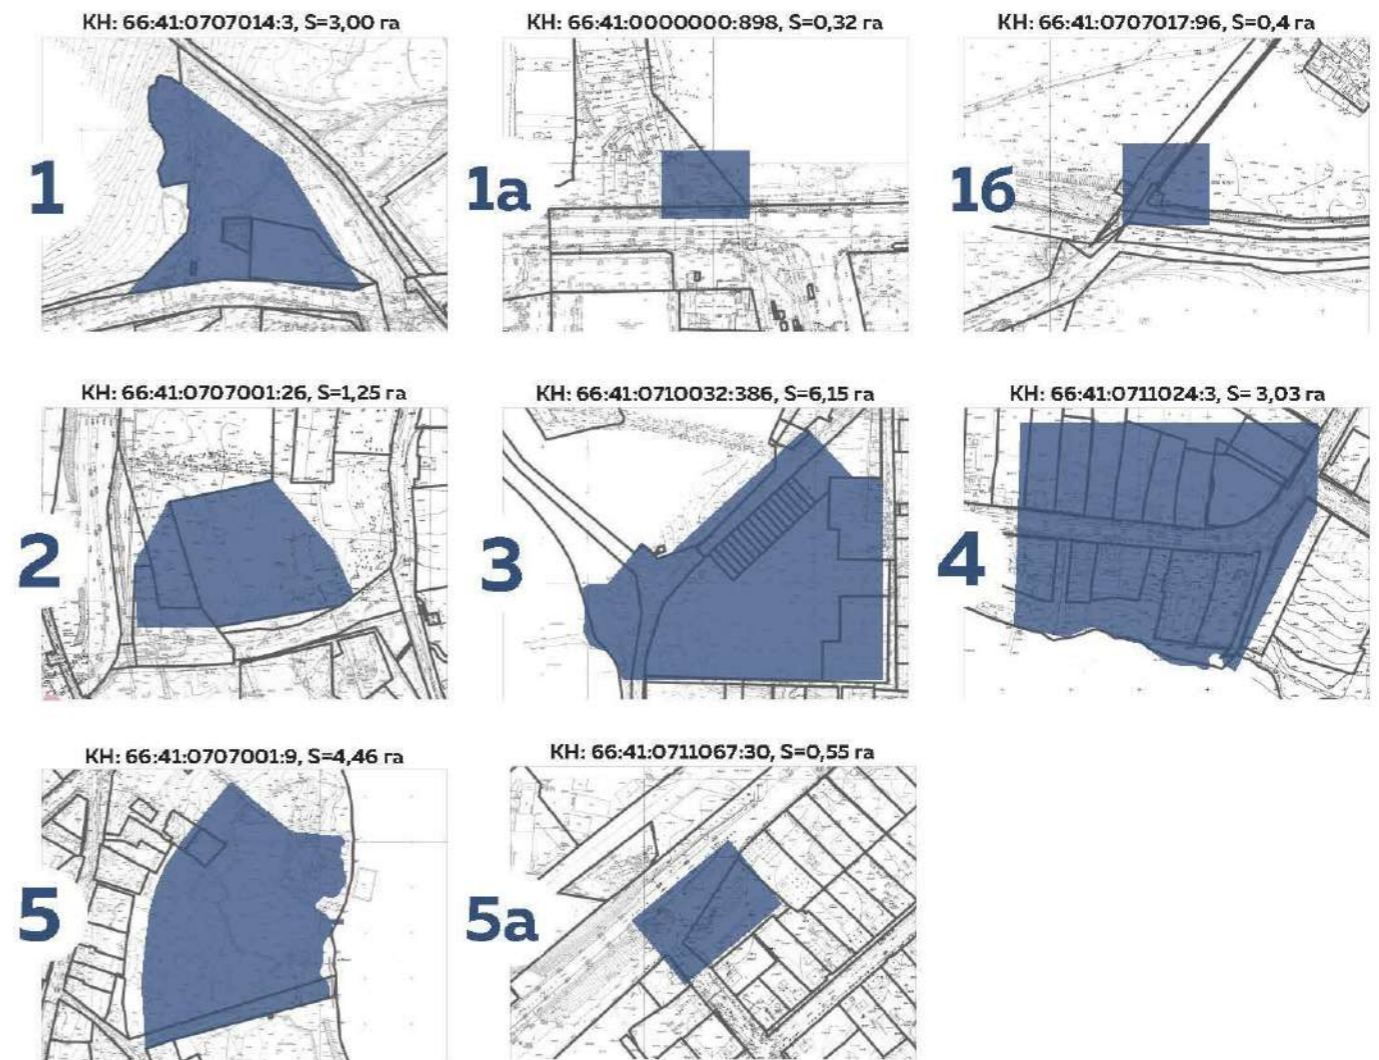 КН: 66:41:0707014:3, S=3,00 га
1
КН: 66:41:0000000:898, S=0,32 га
1а
КН: 66:41:0707017:96, S=0,4 га
1б
КН: 66:41:0707001:26, S=1,25 га
2
КН: 66:41:0710032:386, S=6,15 га
3
КН: 66:41:0711024:3, S= 3,03 га
4
КН: 66:41:0707001:9, S=4,46 га
5
КН: 66:41:0711067:30, S=0,55 га
5а